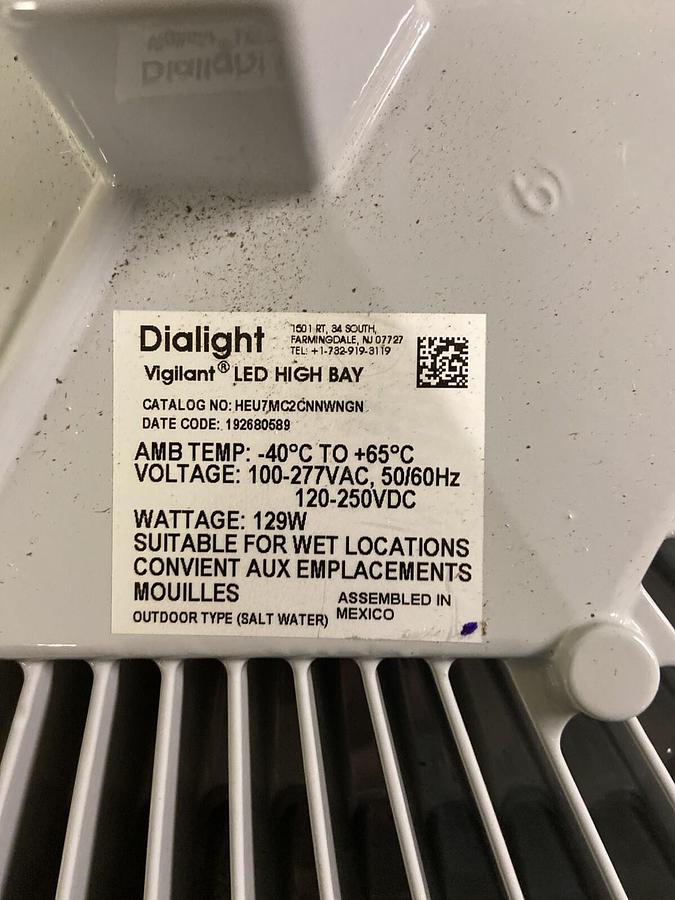 Dialight
Dialight
1501 RT, 34 SOUTH,
FARMINGDALE, NJ 07727
TEL: +1-732-919-3119
Vigilant® LED HIGH BAY
CATALOG NO: HEU7MC2CNNWNGN
DATE CODE: 192680589
AMB TEMP: -40°C TO +65°C
VOLTAGE: 100-277VAC, 50/60Hz
120-250VDC
WATTAGE: 129W
SUITABLE FOR WET LOCATIONS
CONVIENT AUX EMPLACEMENTS
MOUILLES
ASSEMBLED IN
MEXICO
OUTDOOR TYPE (SALT WATER)